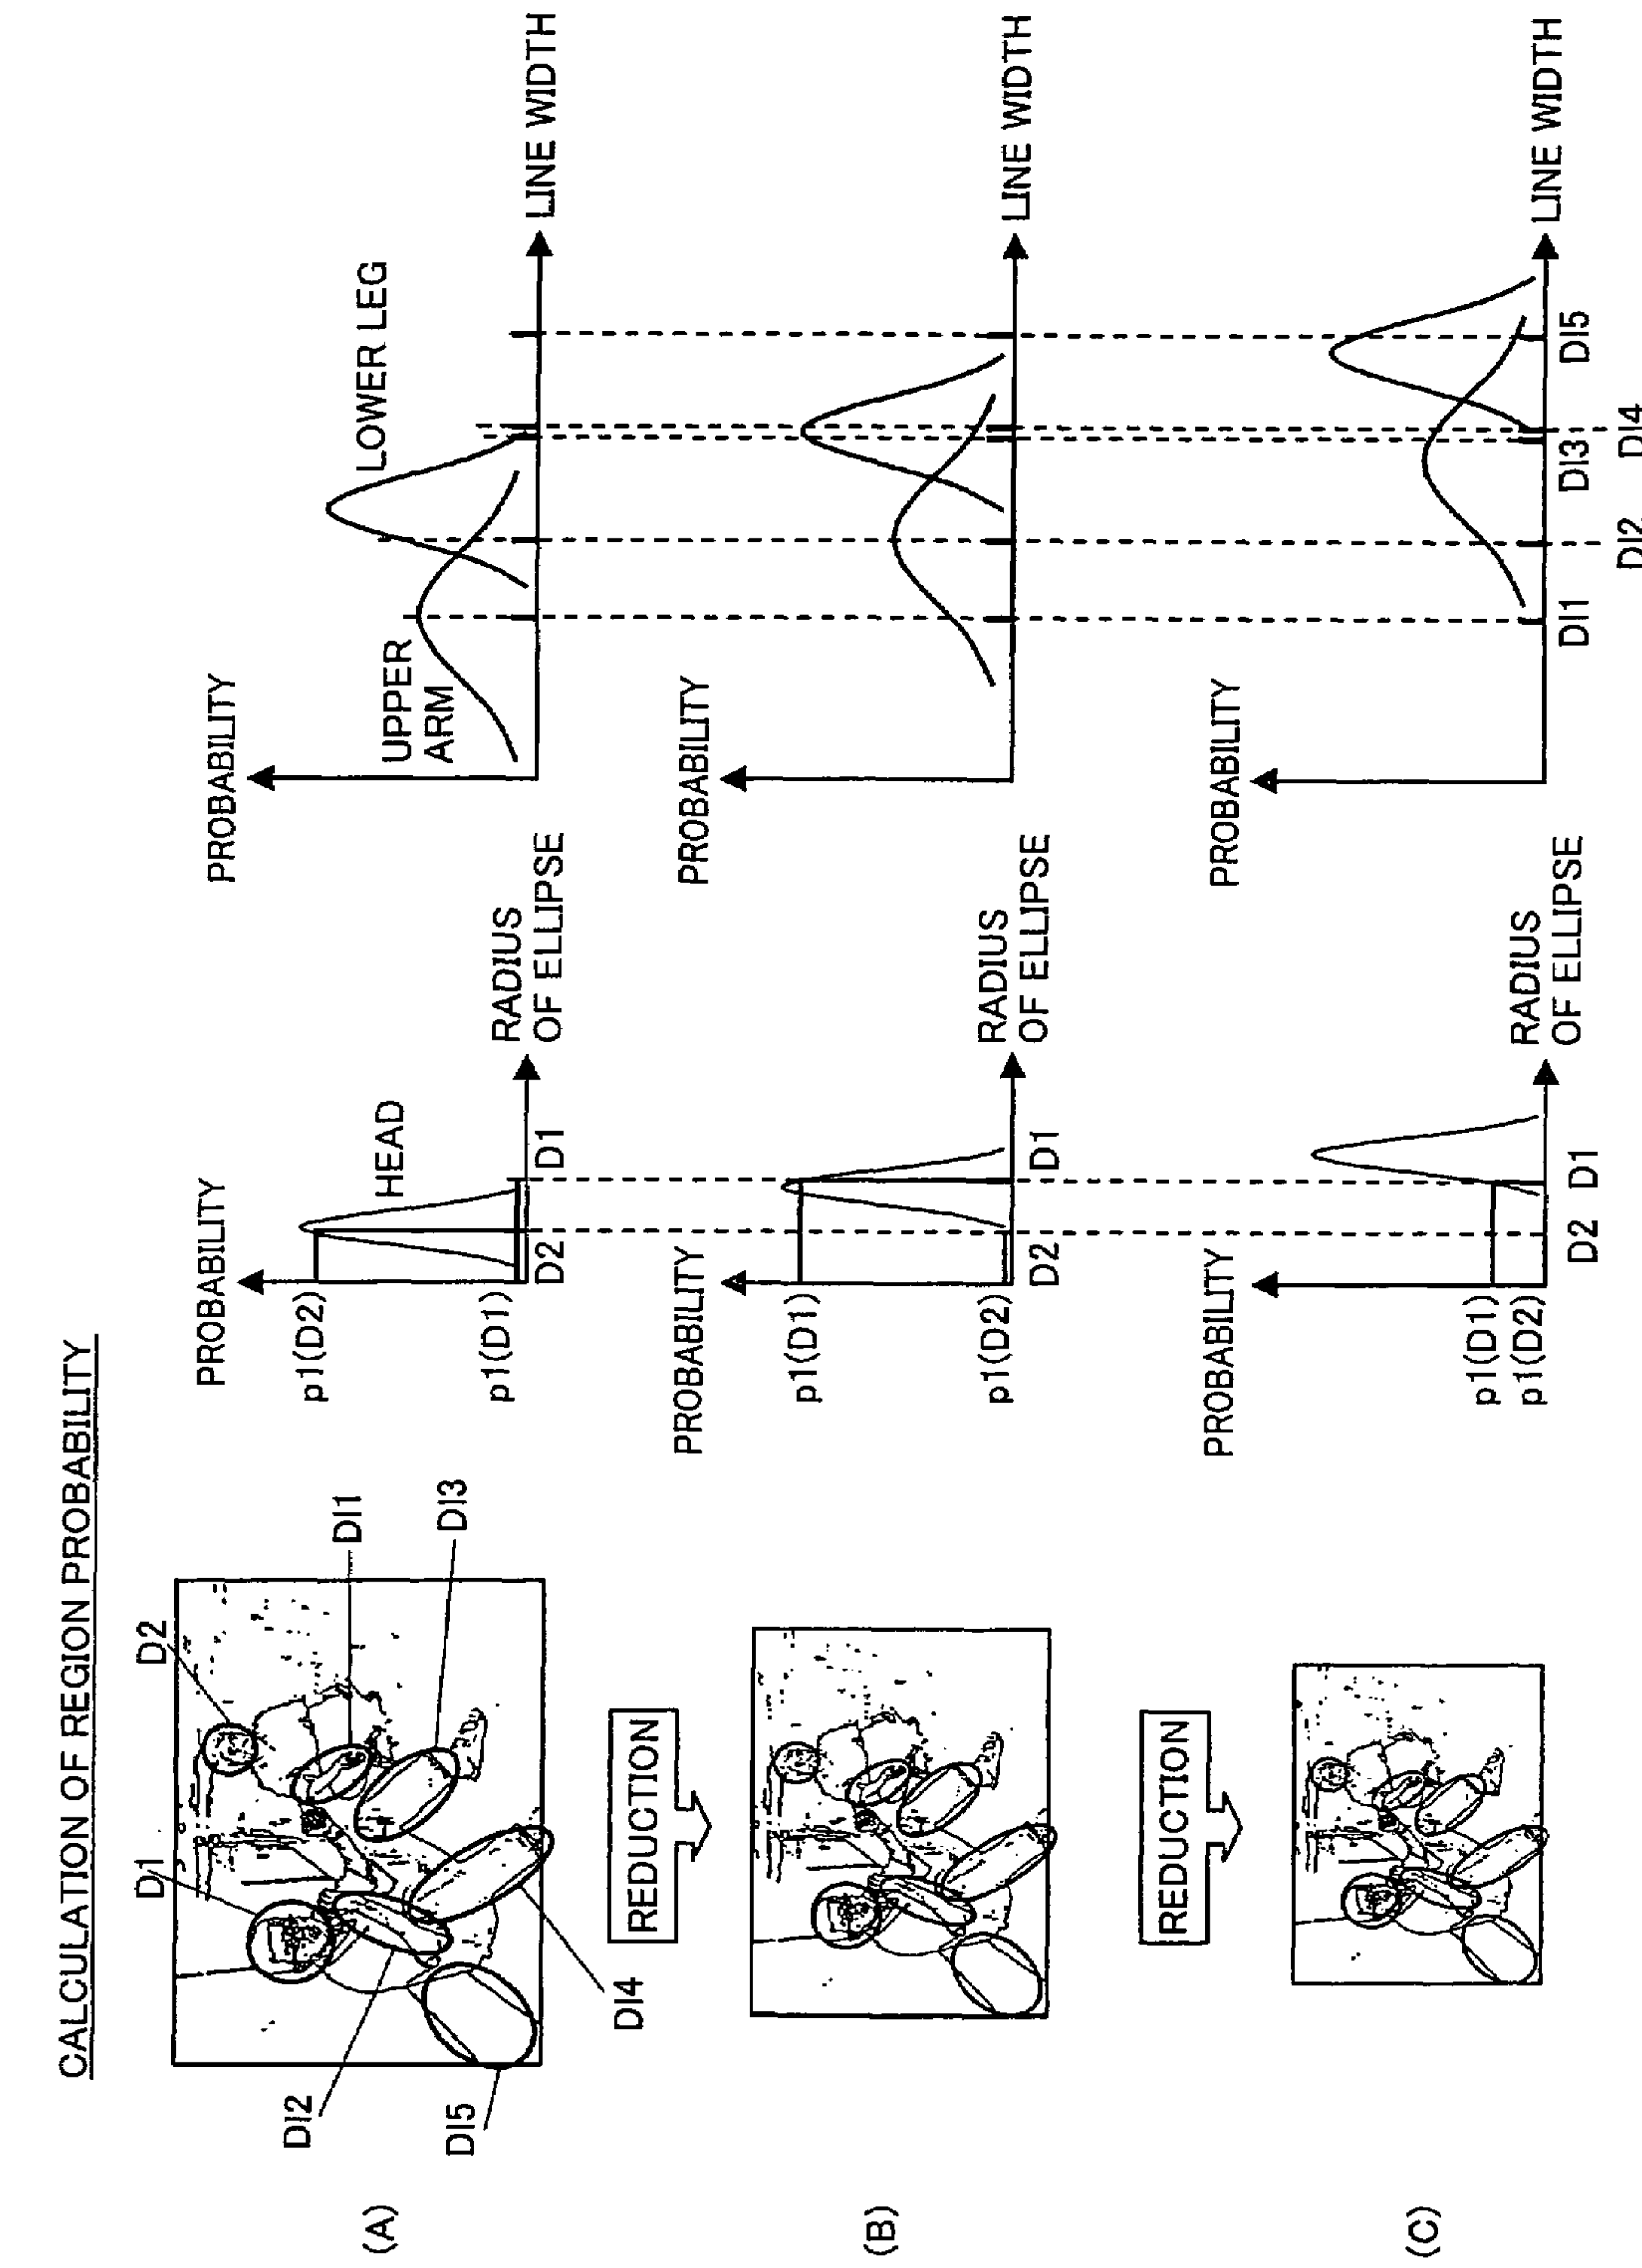 CALCULATION OF REGION PROBABILITY
(A)
D1
D2
DI1
DI3
DI2
DI5
DI4
PROBABILITY
p1(D2)
p1(D1)
HEAD
D2
D1
RADIUS
OF ELLIPSE
PROBABILITY
UPPER
ARM
LOWER LEG
LINE WIDTH
REDUCTION
(B)
PROBABILITY
p1(D1)
p1(D2)
D2
D1
RADIUS
OF ELLIPSE
PROBABILITY
LINE WIDTH
REDUCTION
(C)
PROBABILITY
p1(D1)
p1(D2)
D2
D1
RADIUS
OF ELLIPSE
PROBABILITY
LINE WIDTH
DI1
DI3
DI5
DI2
DI4